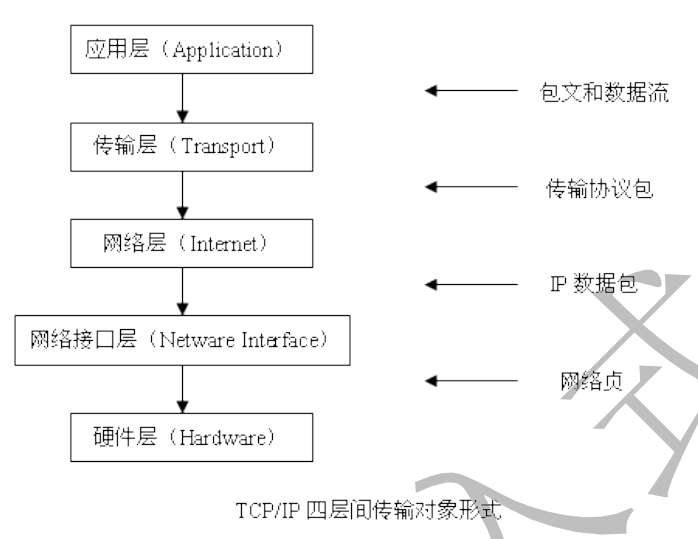 应用层（Application）
包文和数据流
传输层（Transport）
传输协议包
网络层（Internet）
IP 数据包
网络接口层（Netware Interface）
网络贞
硬件层（Hardware）
TCP/IP 四层间传输对象形式